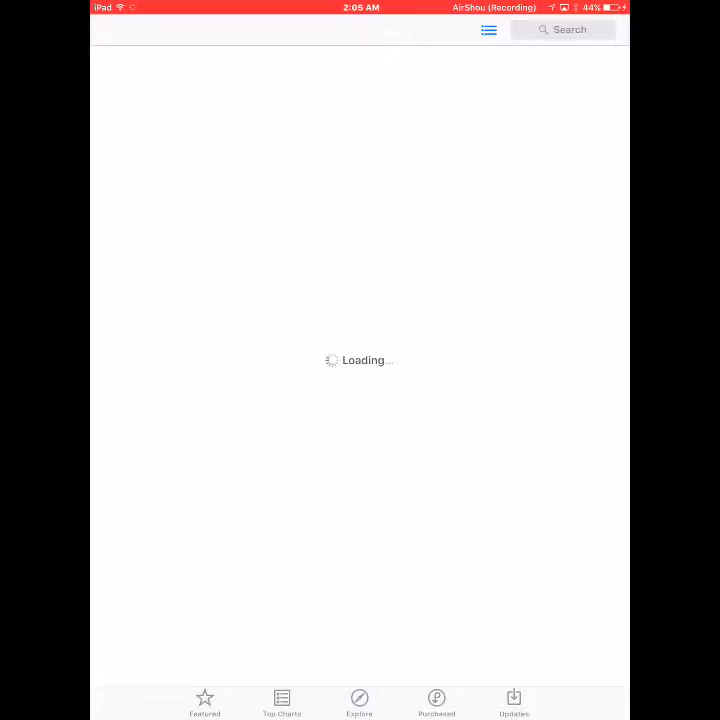 iPad 2:05 AM AirShou (Recording) 44%
Search
Loading...
Featured Top Charts Explore Purchased Updates